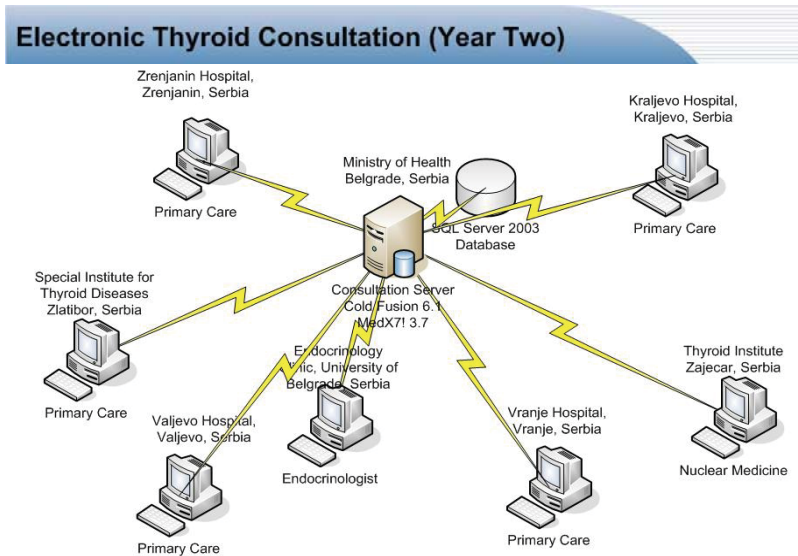 Electronic Thyroid Consultation (Year Two)
Zrenjanin Hospital,
Zrenjanin, Serbia
Primary Care
Kraljevo Hospital,
Kraljevo, Serbia
Primary Care
Ministry of Health
Belgrade, Serbia
SQL Server 2003
Database
Consultation Server
Cold Fusion 6.1
MedX7! 3.7
Special Institute for
Thyroid Diseases
Zlatibor, Serbia
Primary Care
Endocrinology
Clinic, University of
Belgrade, Serbia
Endocrinologist
Thyroid Institute
Zajecar, Serbia
Nuclear Medicine
Valjevo Hospital,
Valjevo, Serbia
Primary Care
Vranje Hospital,
Vranje, Serbia
Primary Care